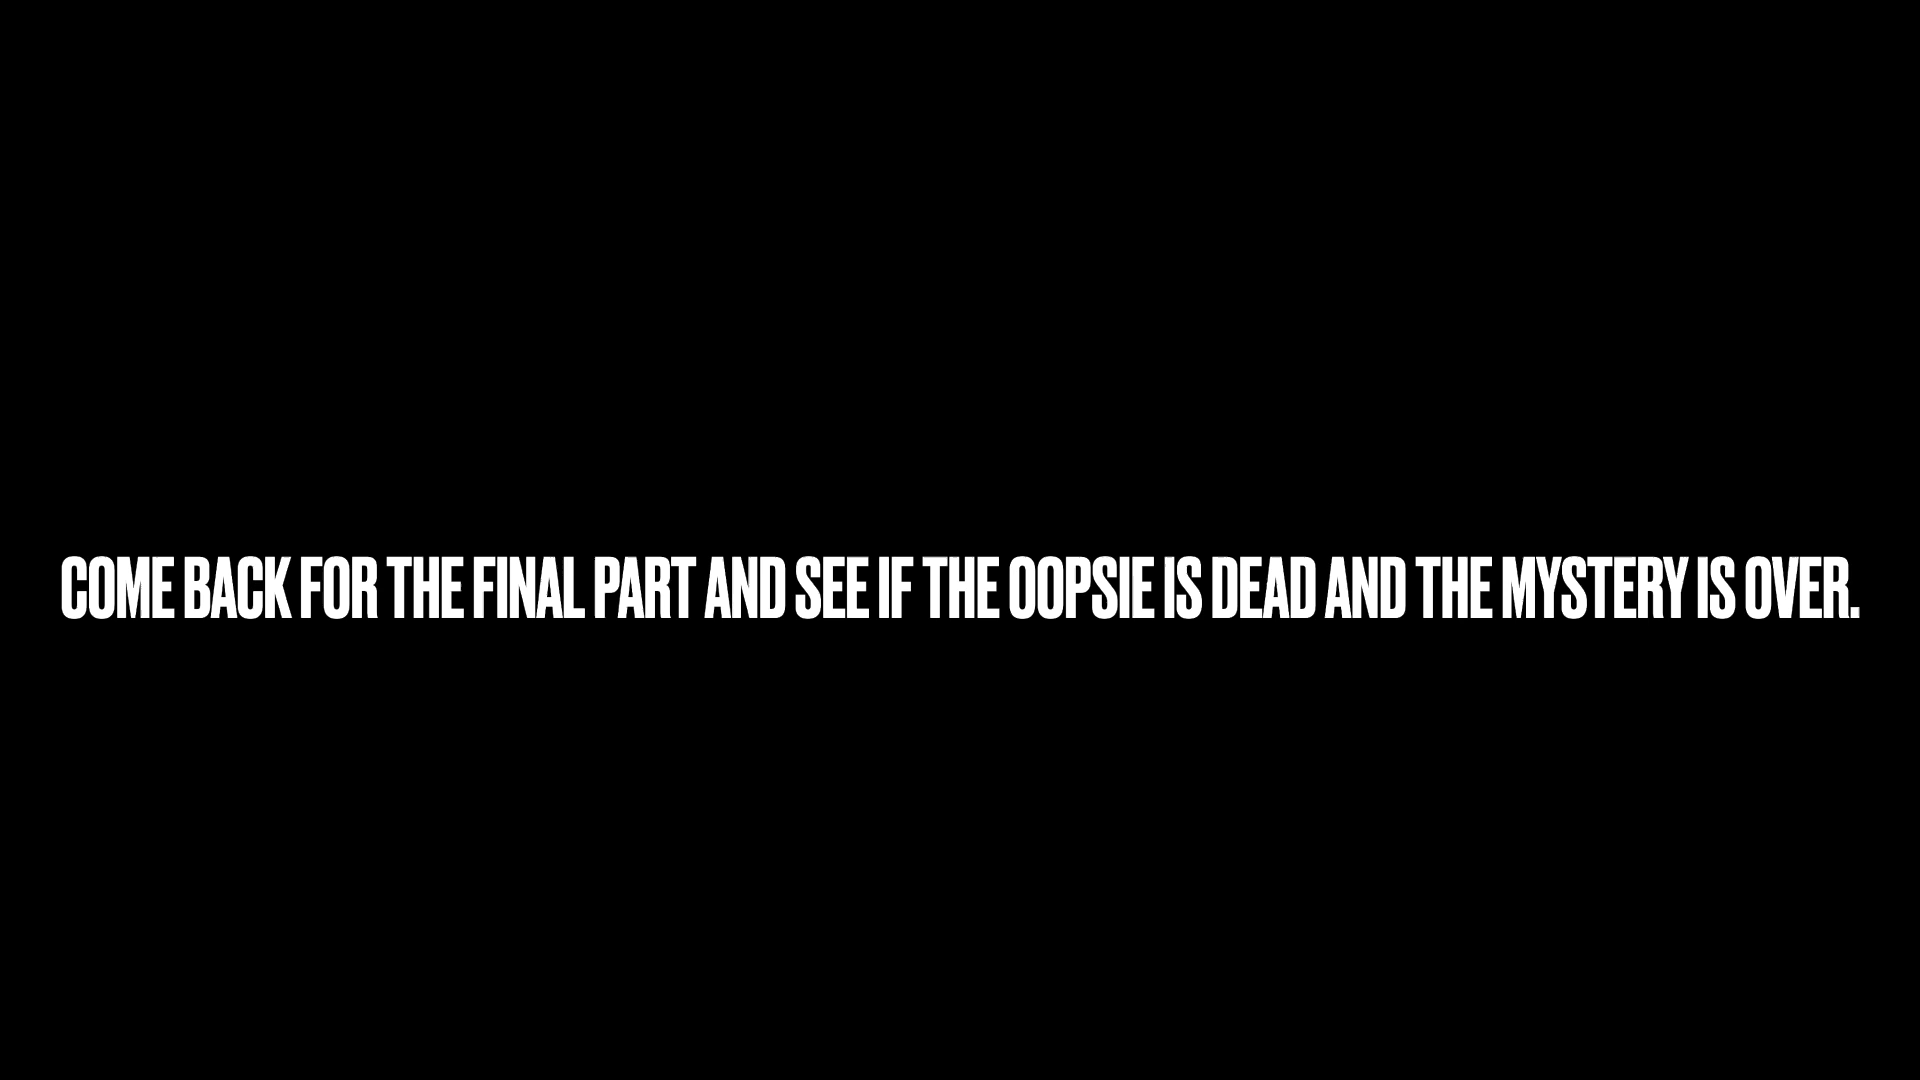 COME BACK FOR THE FINAL PART AND SEE IF THE OOPSIE IS DEAD AND THE MYSTERY IS OVER.